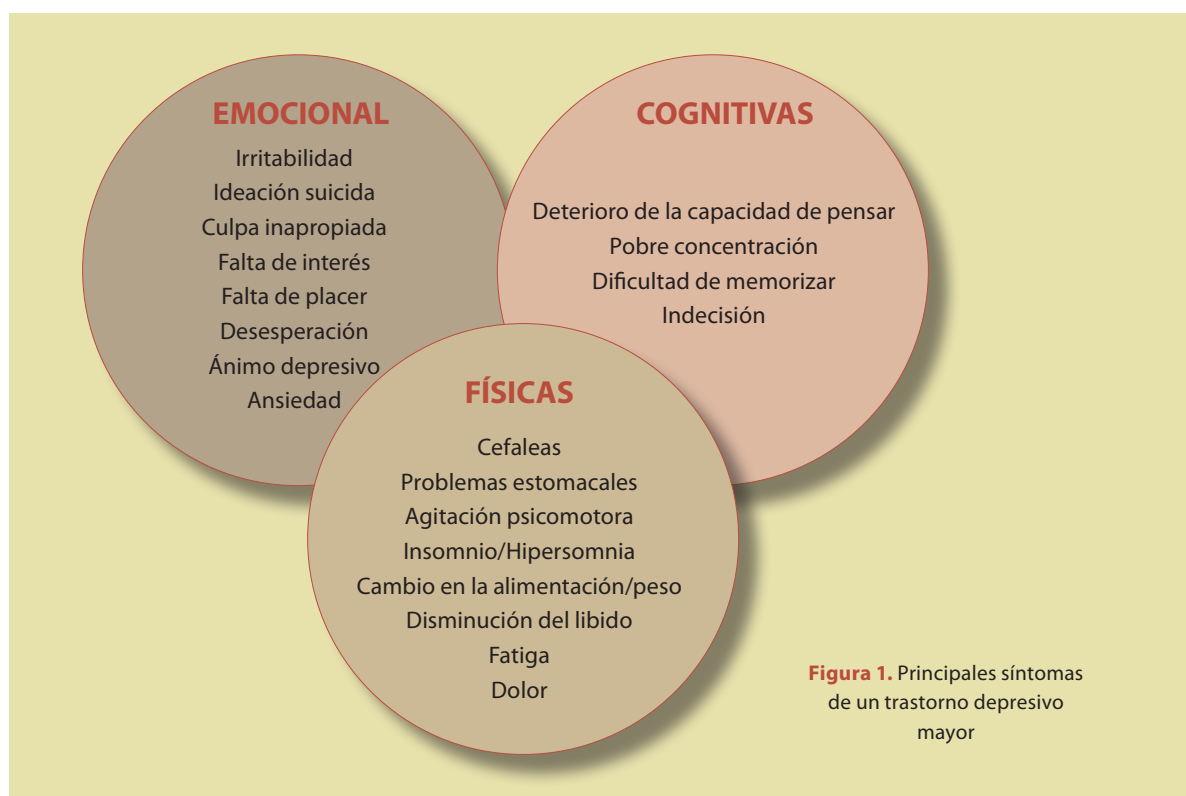 EMOCIONAL
Irritabilidad
Ideación suicida
Culpa inapropiada
Falta de interés
Falta de placer
Desesperación
Ánimo depresivo
Ansiedad
COGNITIVAS
Deterioro de la capacidad de pensar
Pobre concentración
Dificultad de memorizar
Indecisión
FÍSICAS
Cefaleas
Problemas estomacales
Agitación psicomotora
Insomnio/Hipersomnia
Cambio en la alimentación/peso
Disminución del libido
Fatiga
Dolor
Figura 1. Principales síntomas
de un trastorno depresivo
mayor